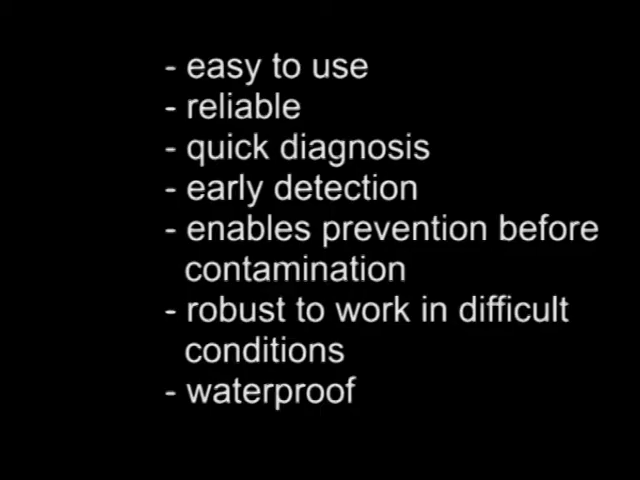 - easy to use
- reliable
- quick diagnosis
- early detection
- enables prevention before
contamination
- robust to work in difficult
conditions
- waterproof